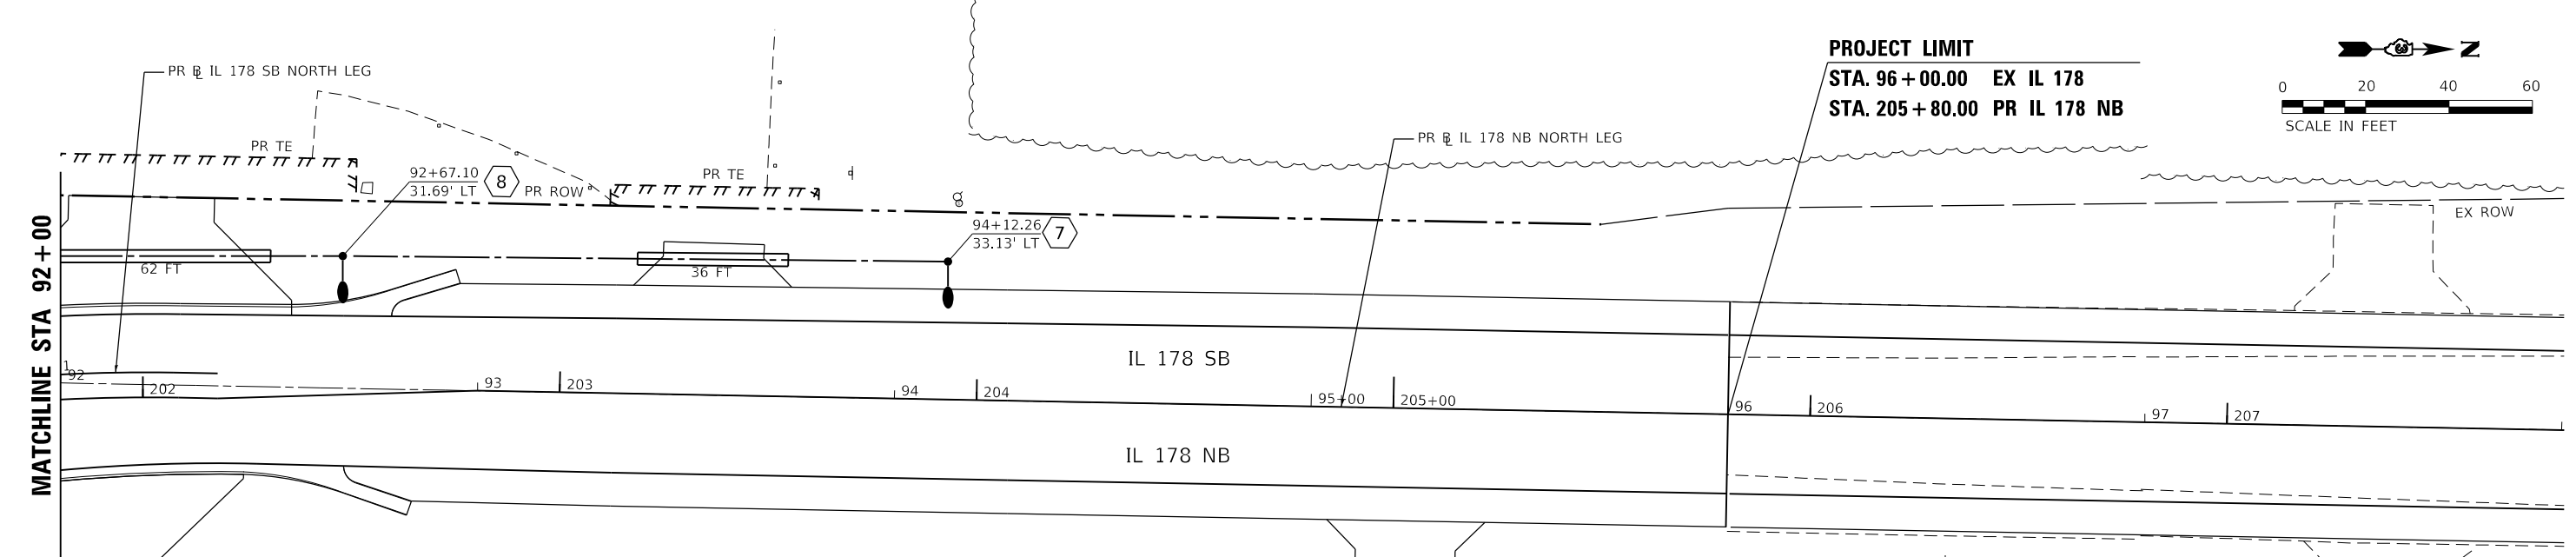 PROJECT LIMIT
STA. 96+00.00 EX IL 178
STA. 205+80.00 PR IL 178 NB
N
0 20 40 60
SCALE IN FEET
PR BL IL 178 SB NORTH LEG
PR BL IL 178 NB NORTH LEG
PR TE
92+67.10
31.69' LT
8
PR ROW
PR TE
94+12.26
33.13' LT
7
EX ROW
MATCHLINE STA 92+00
62 FT
36 FT
IL 178 SB
1
92
202
93
203
94
204
95+00
205+00
96
206
97
207
IL 178 NB